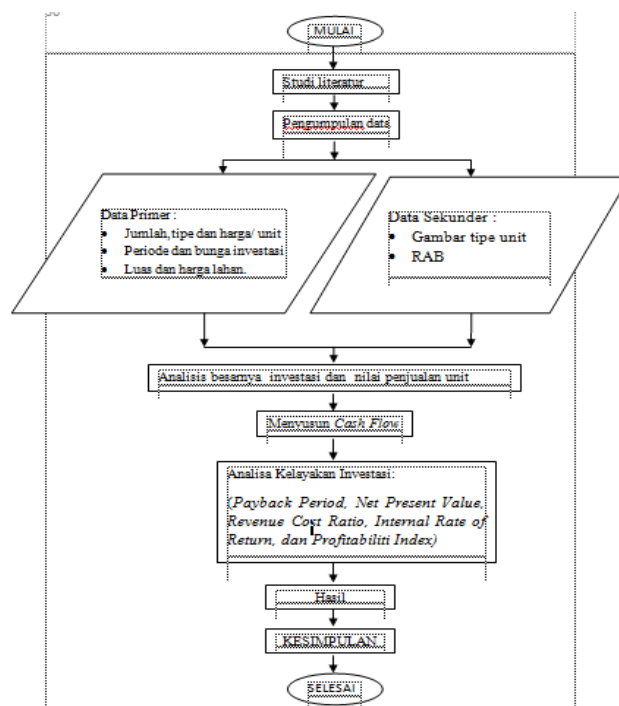 MULAI
Studi literatur
Pengumpulan data
Data Primer :
• Jumlah, tipe dan harga/ unit
• Periode dan bunga investasi
• Luas dan harga lahan.
Data Sekunder :
• Gambar tipe unit
• RAB
Analisis besarnya investasi dan nilai penjualan unit
Menyusun Cash Flow
Analisa Kelayakan Investasi:
(Payback Period, Net Present Value,
Revenue Cost Ratio, Internal Rate of
Return, dan Profitabiliti Index)
Hasil
KESIMPULAN
SELESAI